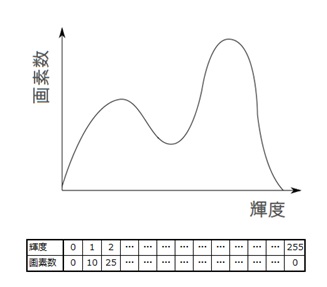 画素数
輝度
輝度 0 1 2 … … … … … … … … … 255
画素数 0 10 25 … … … … … … … … … 0